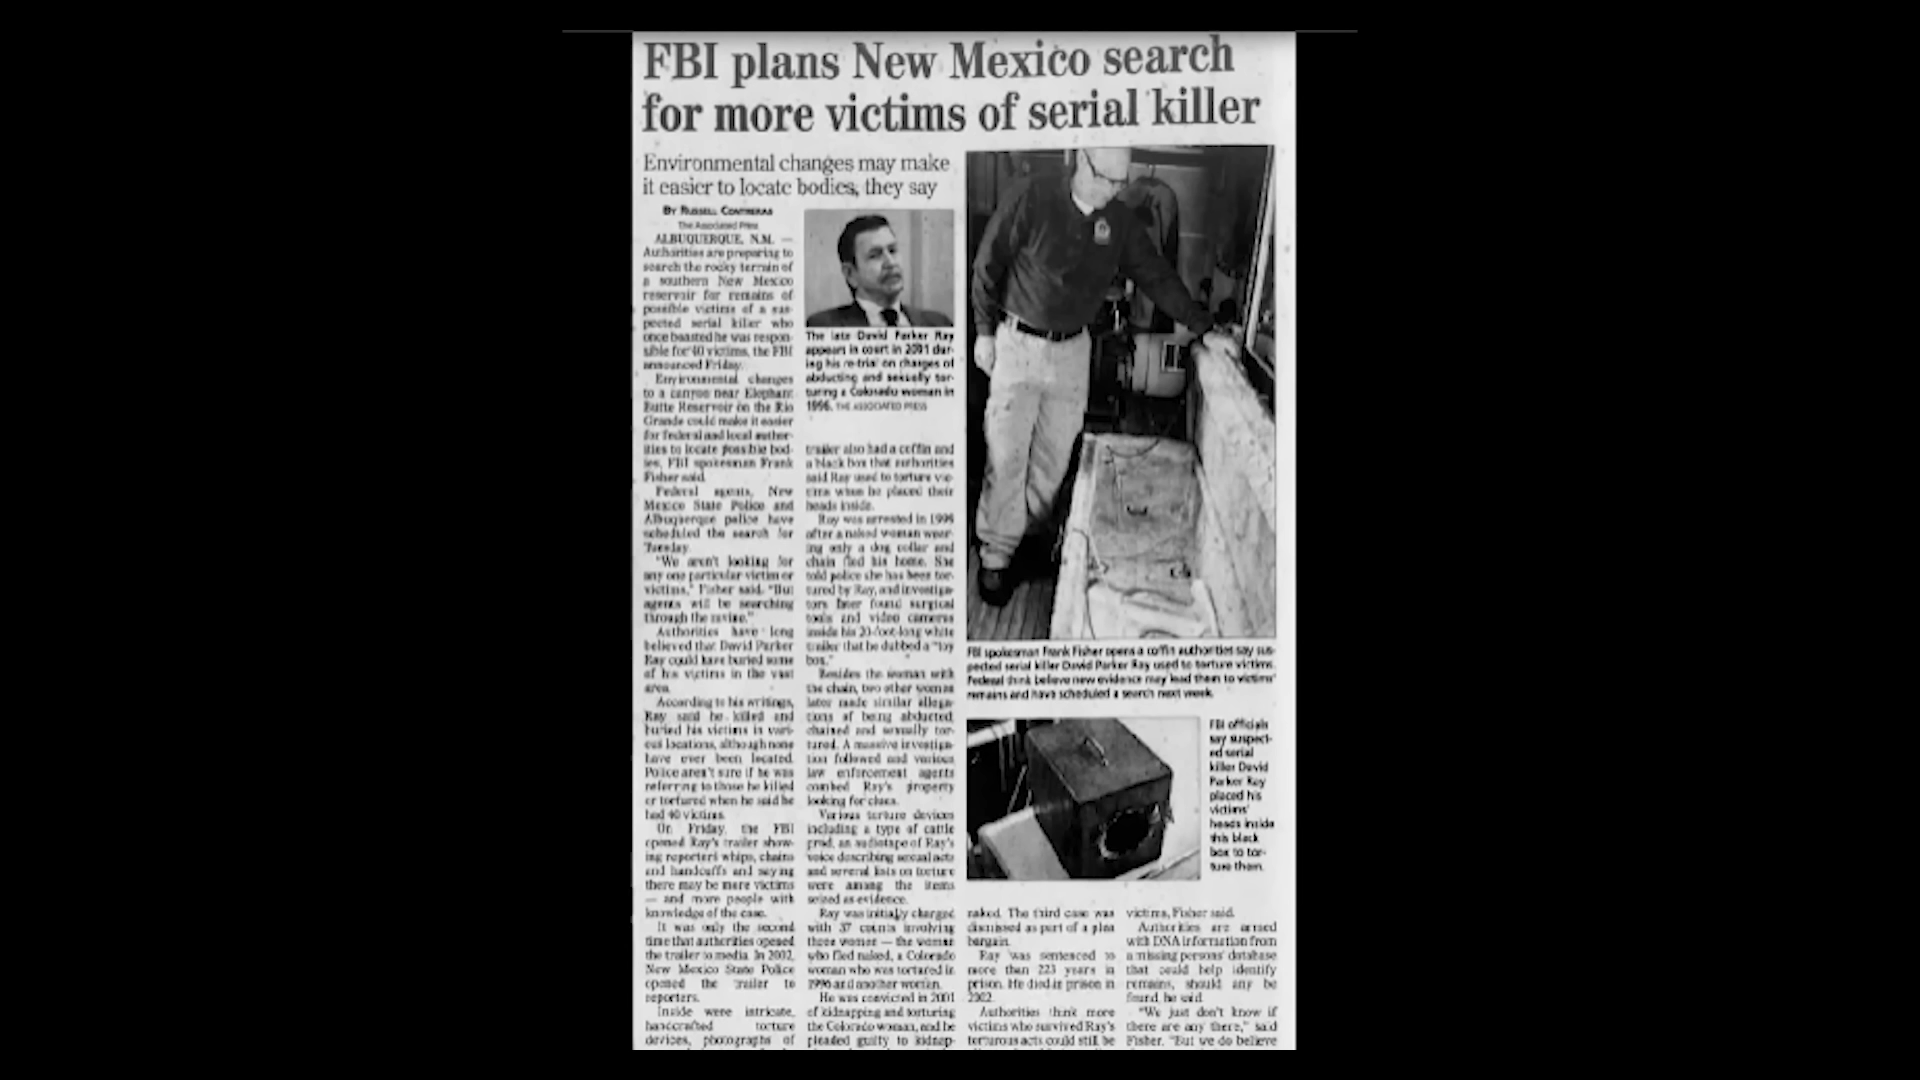 FBI plans New Mexico search
for more victims of serial killer
Environmental changes may make
it easier to locate bodies, they say
By Russell Contreras
The Associated Press
ALBUQUERQUE, N.M. —
Authorities are preparing to
search the rocky terrain of
a southern New Mexico
reservoir for remains of
possible victims of a sus-
pected serial killer who
once boasted he was respon-
sible for 40 victims, the FBI
announced Friday.
Environmental changes
to a canyon near Elephant
Butte Reservoir on the Rio
Grande could make it easier
for federal and local author-
ities to locate possible bod-
ies, FBI spokesman Frank
Fisher said.
Federal agents, New
Mexico State Police and
Albuquerque police have
scheduled the search for
Tuesday.
"We aren't looking for
any one particular victim or
victims," Fisher said. "But
agents will be searching
through the ravine."
Authorities have long
believed that David Parker
Ray could have buried some
of his victims in the vast
area.
According to his writings,
Ray said he killed and
buried his victims in vari-
ous locations, although none
have ever been located.
Police aren't sure if he was
referring to those he killed
or tortured when he said he
had 40 victims.
On Friday, the FBI
opened Ray's trailer show-
ing reporters whips, chains
and handcuffs and saying
there may be more victims
— and more people with
knowledge of the case.
It was only the second
time that authorities opened
the trailer to media. In 2002,
New Mexico State Police
opened the trailer to
reporters.
Inside were intricate,
handcrafted torture
devices, photographs of
The late David Parker Ray
appears in court in 2001 dur-
ing his re-trial on charges of
abducting and sexually tor-
turing a Colorado woman in
1996. THE ASSOCIATED PRESS
trailer also had a coffin and
a black box that authorities
said Ray used to torture vic-
tims when he placed their
heads inside.
Ray was arrested in 1999
after a naked woman wear-
ing only a dog collar and
chain fled his home. She
told police she has been tor-
tured by Ray, and investiga-
tors later found surgical
tools and video cameras
inside his 20-foot-long white
trailer that he dubbed a "toy
box."
Besides the woman with
the chain, two other women
later made similar allega-
tions of being abducted,
chained and sexually tor-
tured. A massive investiga-
tion followed and various
law enforcement agents
combed Ray's property
looking for clues.
Various torture devices
including a type of cattle
prod, an audiotape of Ray's
voice describing sexual acts
and several lists on torture
were among the items
seized as evidence.
Ray was initially charged
with 37 counts involving
three women — the woman
who fled naked, a Colorado
woman who was tortured in
1996 and another woman.
He was convicted in 2001
of kidnapping and torturing
the Colorado woman, and he
pleaded guilty to kidnap-
FBI spokesman Frank Fisher opens a coffin authorities say sus-
pected serial killer David Parker Ray used to torture victims.
Federal think believe new evidence may lead them to victims'
remains and have scheduled a search next week.
FBI officials
say suspect-
ed serial
killer David
Parker Ray
placed his
victims'
heads inside
this black
box to tor-
ture them.
naked. The third case was
dismissed as part of a plea
bargain.
Ray was sentenced to
more than 223 years in
prison. He died in prison in
2002.
Authorities think more
victims who survived Ray's
torturous acts could still be
victims, Fisher said.
Authorities are armed
with DNA information from
a missing persons' database
that could help identify
remains, should any be
found, he said.
"We just don't know if
there are any there," said
Fisher. "But we do believe